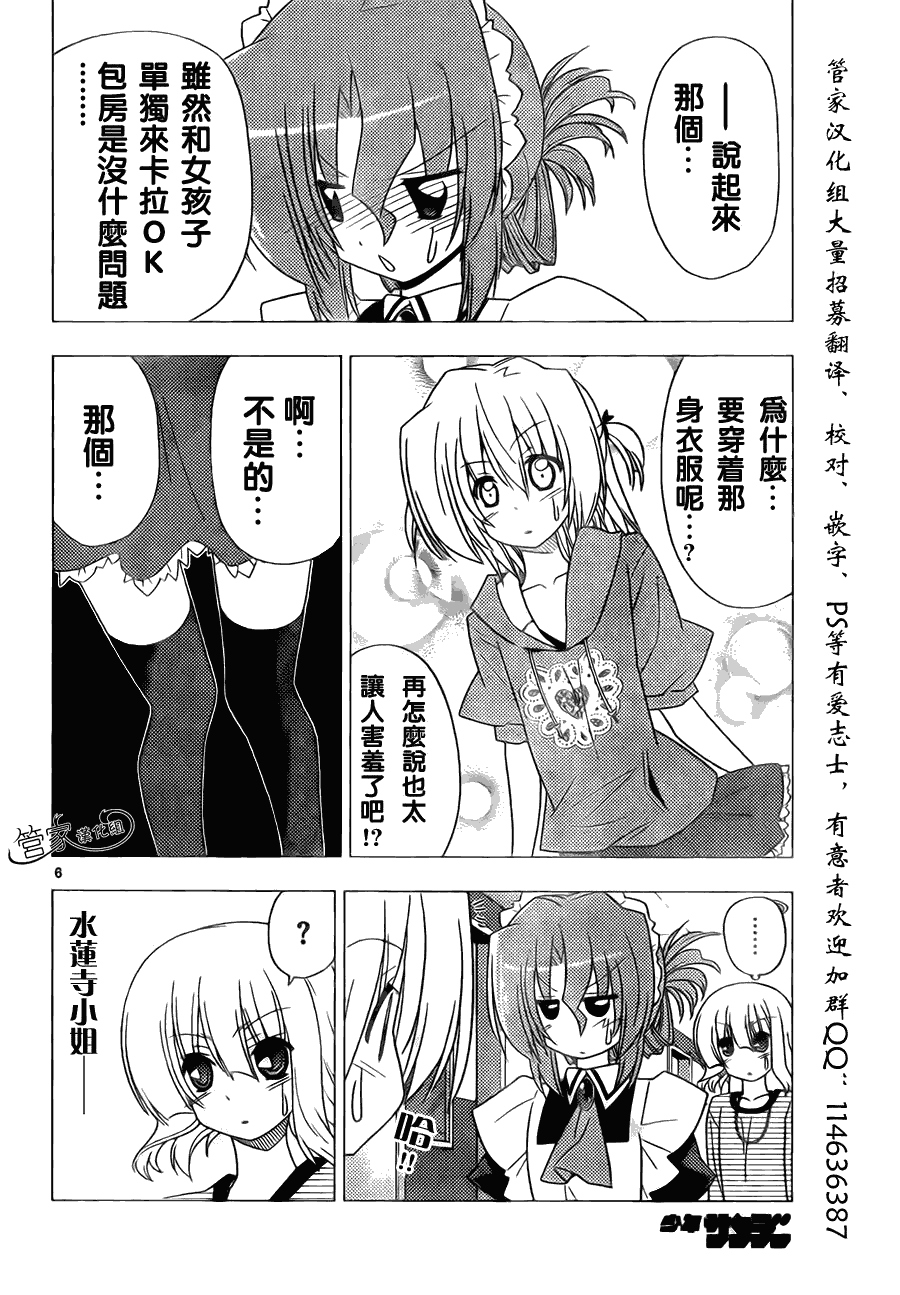 ——說起來
那個…
雖然和女孩子
單獨來卡拉OK
包房是沒什麼問題
……
爲什麼…
要穿着那
身衣服呢…?
再怎麼說也太
讓人害羞了吧!?
啊…
不是的…
那個…
……
哈!!
?
水蓮寺小姐——
管家漢化組
6
少年サンデー
管家汉化组大量招募翻译、校对、嵌字、PS等有爱志士，有意者欢迎加群QQ：114636387